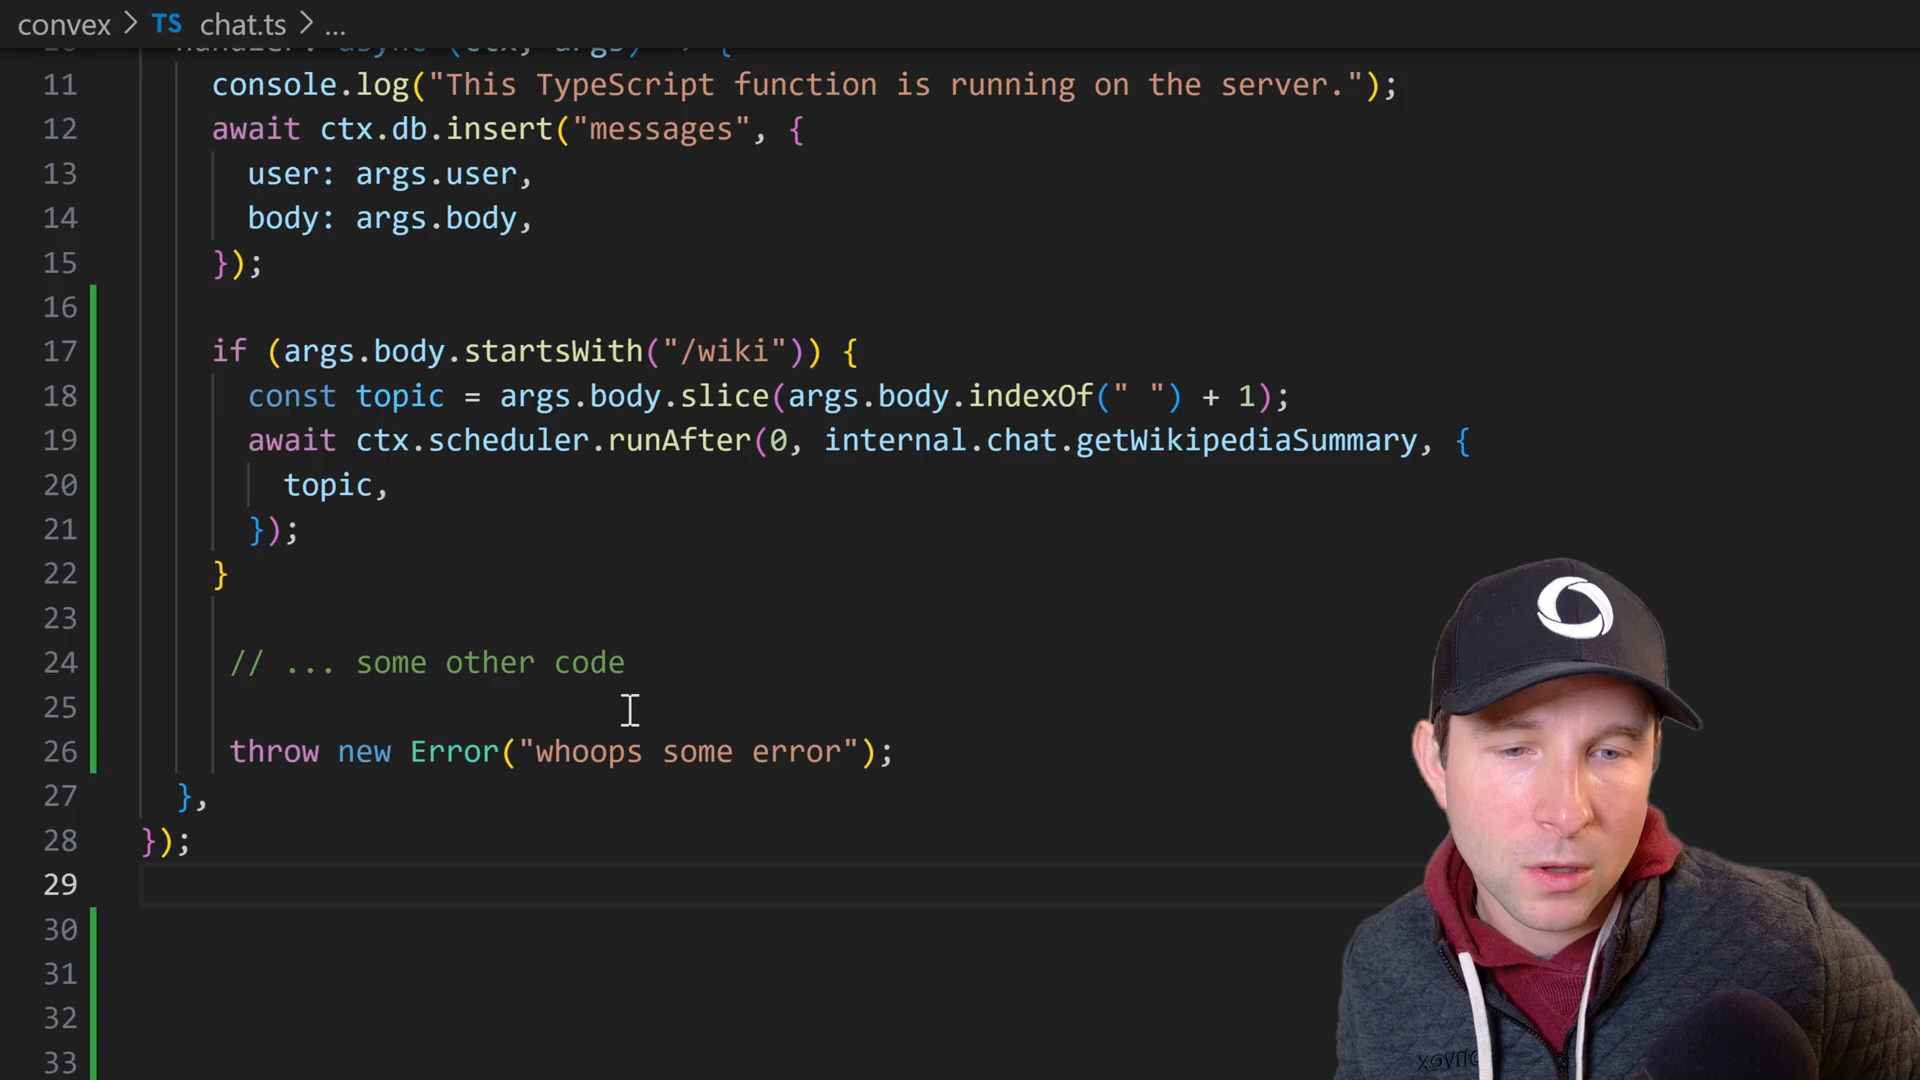 convex > TS chat.ts > ...
handler: async (ctx, args) => {
11 console.log("This TypeScript function is running on the server.");
12 await ctx.db.insert("messages", {
13 user: args.user,
14 body: args.body,
15 });
16
17 if (args.body.startsWith("/wiki")) {
18 const topic = args.body.slice(args.body.indexOf(" ") + 1);
19 await ctx.scheduler.runAfter(0, internal.chat.getWikipediaSummary, {
20 topic,
21 });
22 }
23
24 // ... some other code
25
26 throw new Error("whoops some error");
27 },
28 });
29
30
31
32
33